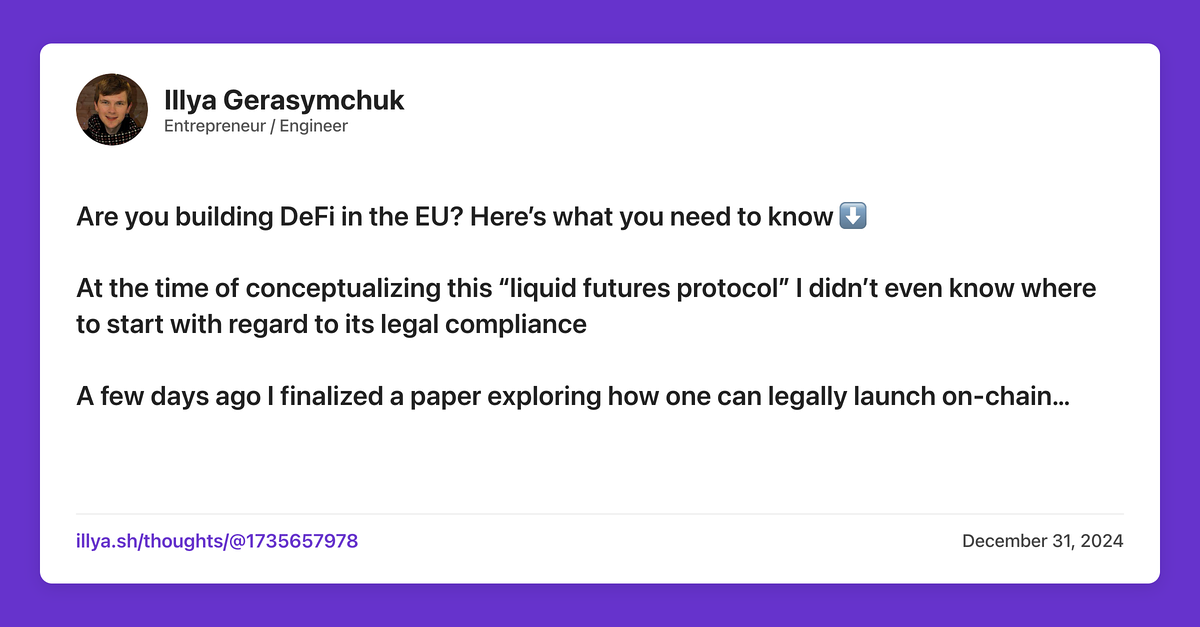 Illya Gerasymchuk
Entrepreneur / Engineer
Are you building DeFi in the EU? Here’s what you need to know ⬇️
At the time of conceptualizing this “liquid futures protocol” I didn’t even know where
to start with regard to its legal compliance
A few days ago I finalized a paper exploring how one can legally launch on-chain…
illya.sh/thoughts/@1735657978
December 31, 2024